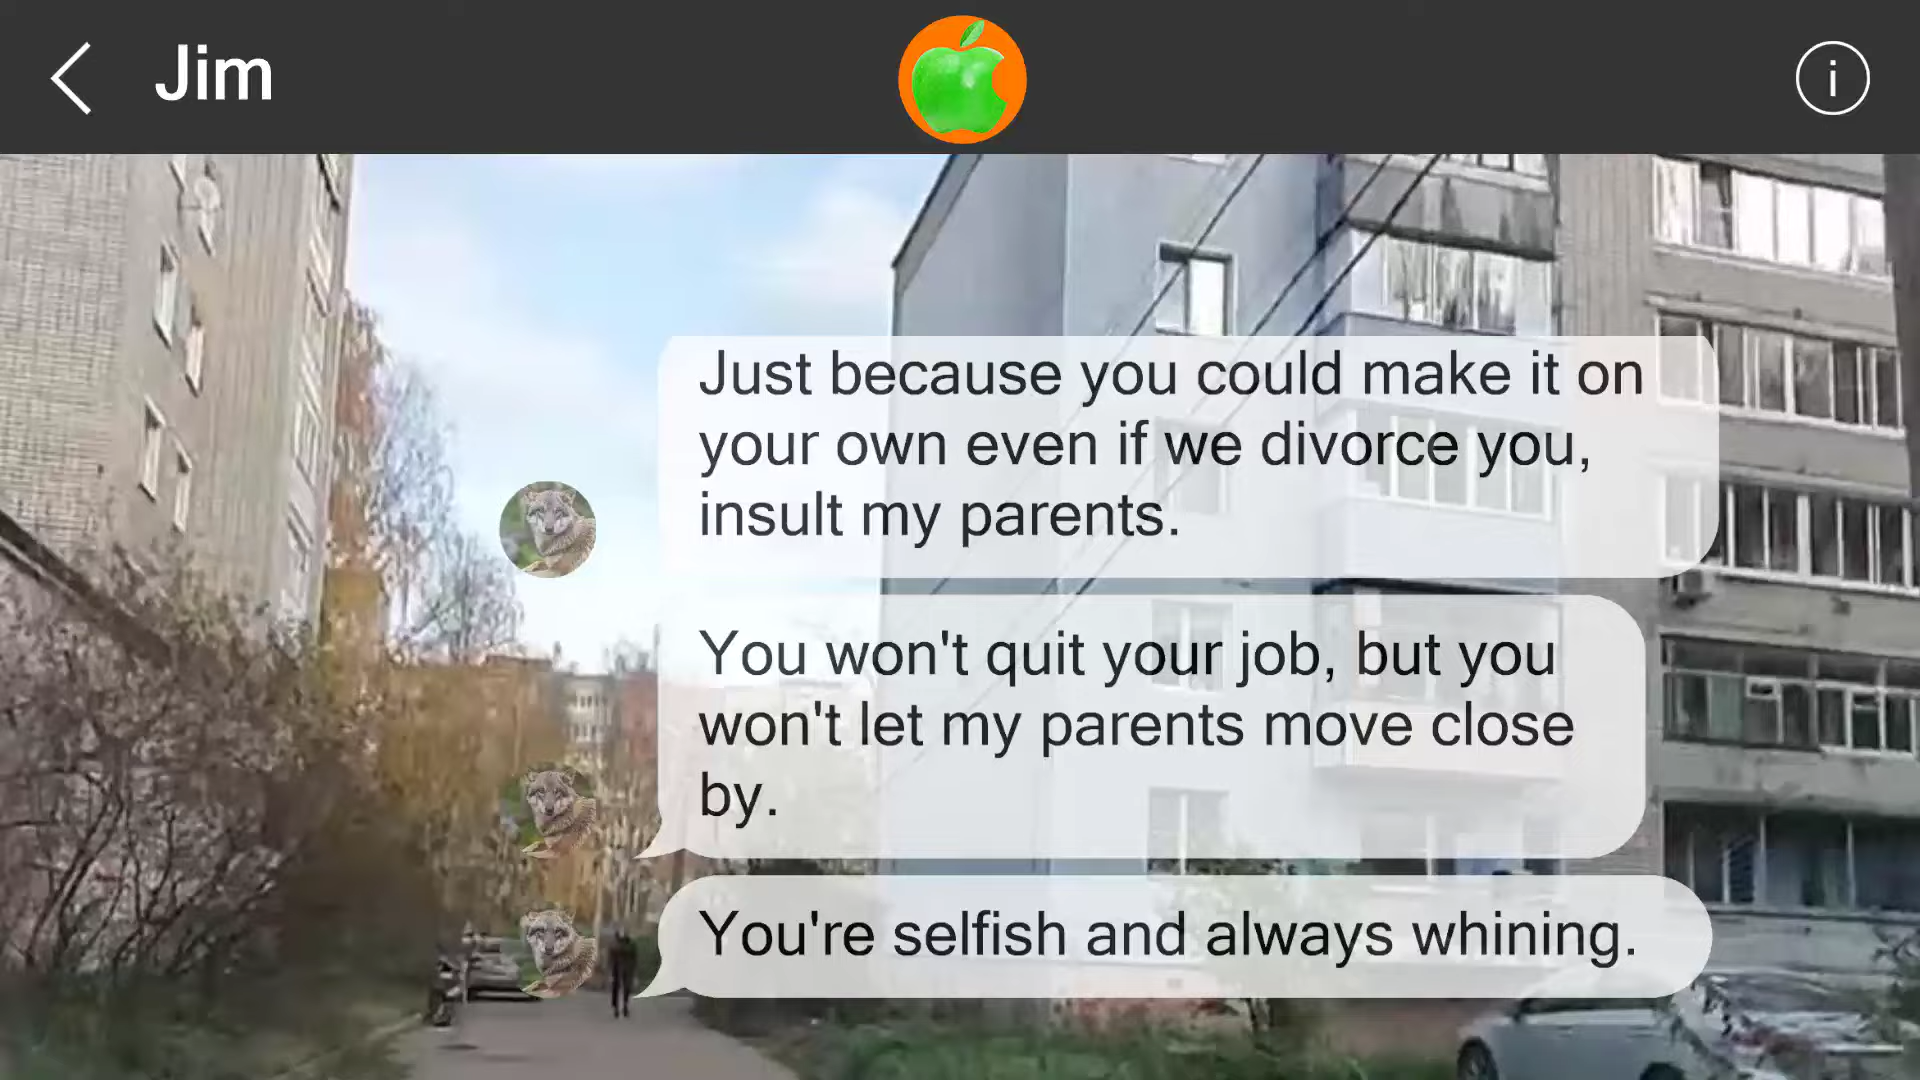 Jim
Just because you could make it on
your own even if we divorce you,
insult my parents.
You won't quit your job, but you
won't let my parents move close
by.
You're selfish and always whining.